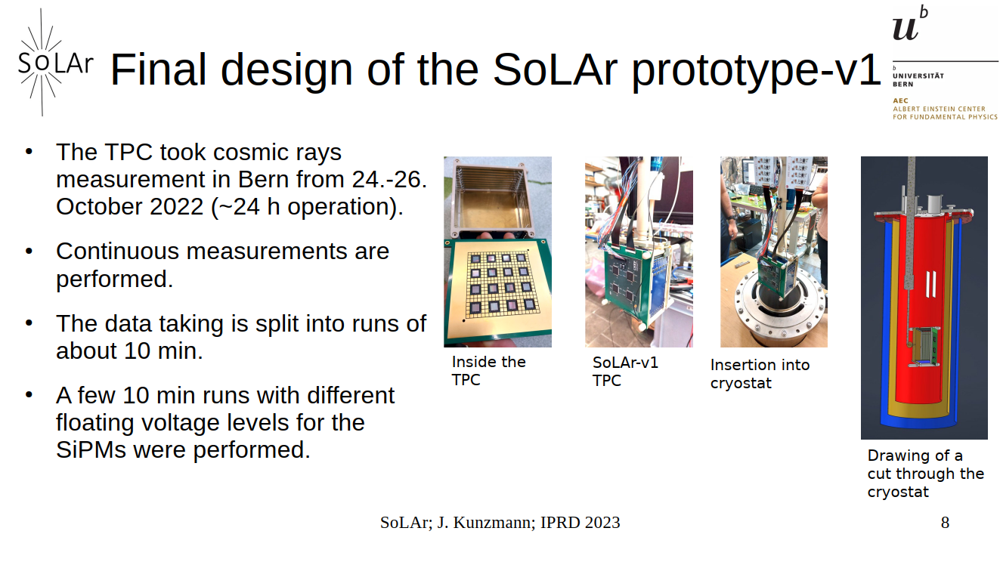 SoLAr
Final design of the SoLAr prototype-v1
u^b
b
UNIVERSITÄT
BERN
AEC
ALBERT EINSTEIN CENTER
FOR FUNDAMENTAL PHYSICS
• The TPC took cosmic rays
measurement in Bern from 24.-26.
October 2022 (~24 h operation).
• Continuous measurements are
performed.
• The data taking is split into runs of
about 10 min.
• A few 10 min runs with different
floating voltage levels for the
SiPMs were performed.
Inside the
TPC
SoLAr-v1
TPC
Insertion into
cryostat
Drawing of a
cut through the
cryostat
SoLAr; J. Kunzmann; IPRD 2023
8